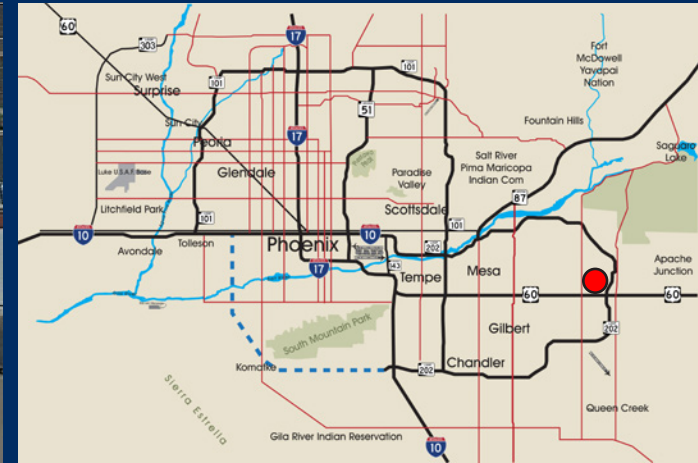 60
17
303
Fort
McDowell
Yavapai
Nation
Sun City West
Surprise
101
101
51
Fountain Hills
Sun City
Peoria
17
Saguaro
Lake
Luke U.S.A.F. Base
Glendale
Paradise
Valley
Salt River
Pima Maricopa
Indian Com
87
Litchfield Park
Scottsdale
101
101
10
Avondale
Tolleson
Phoenix
10
202
143
17
Tempe
Mesa
Apache
Junction
60
60
South Mountain Park
Gilbert
202
Komatke
202
Chandler
Sierra Estrella
Queen Creek
Gila River Indian Reservation
10